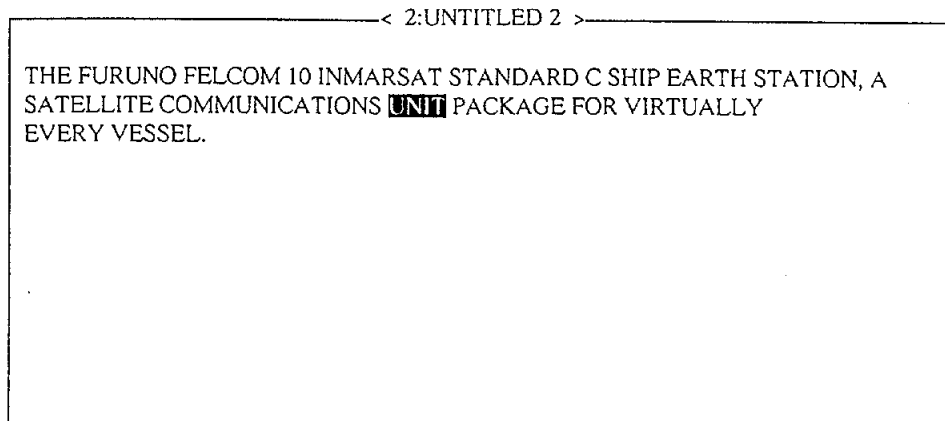 < 2:UNTITLED 2 >
THE FURUNO FELCOM 10 INMARSAT STANDARD C SHIP EARTH STATION, A
SATELLITE COMMUNICATIONS UNIT PACKAGE FOR VIRTUALLY
EVERY VESSEL.